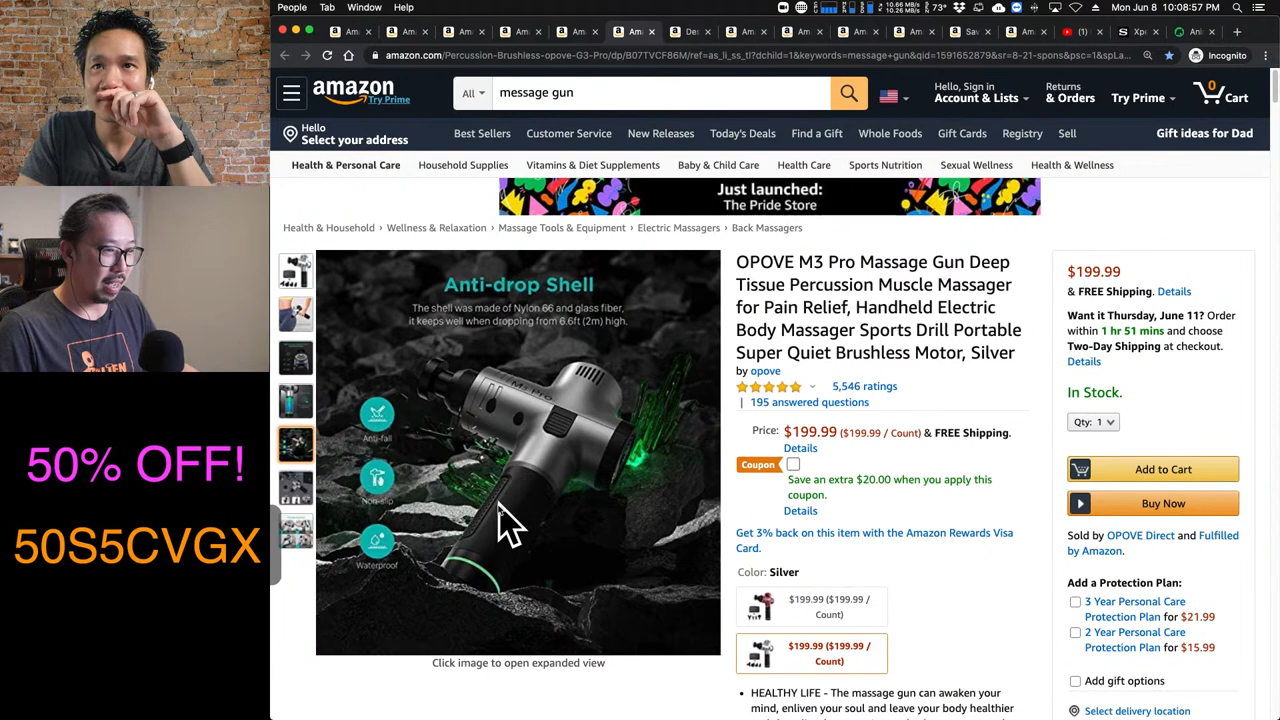 People Tab Window Help
10.26 MB/s
Mon Jun 8 10:08:57 PM
Incognito
amazon.com/Percussion-Brushless-opove-G3-Pro/dp/B07TVCF86M/ref=as_li_ss_tl?dchild=1&keywords=message+gun&qid=1591652879&sr=8-21-spons&psc=1&spLa...
amazon
Try Prime
All
message gun
Hello, Sign in
Account & Lists
Returns
& Orders
Try Prime
0
Cart
Hello
Select your address
Best Sellers Customer Service New Releases Today's Deals Find a Gift Whole Foods Gift Cards Registry Sell
Gift ideas for Dad
Health & Personal Care Household Supplies Vitamins & Diet Supplements Baby & Child Care Health Care Sports Nutrition Sexual Wellness Health & Wellness
Just launched:
The Pride Store
Health & Household › Wellness & Relaxation › Massage Tools & Equipment › Electric Massagers › Back Massagers
Anti-drop Shell
The shell was made of Nylon 66 and glass fiber,
it keeps well when dropping from 6.6ft (2m) high.
M3-PRO
Anti-fall
Non-slip
Waterproof
Click image to open expanded view
OPOVE M3 Pro Massage Gun Deep
Tissue Percussion Muscle Massager
for Pain Relief, Handheld Electric
Body Massager Sports Drill Portable
Super Quiet Brushless Motor, Silver
by opove
5,546 ratings
| 195 answered questions
Price: $199.99 ($199.99 / Count) & FREE Shipping.
Details
Coupon
Save an extra $20.00 when you apply this
coupon.
Details
Get 3% back on this item with the Amazon Rewards Visa
Card.
Color: Silver
$199.99 ($199.99 /
Count)
$199.99 ($199.99 /
Count)
• HEALTHY LIFE - The massage gun can awaken your
mind, enliven your soul and leave your body healthier
$199.99
& FREE Shipping. Details
Want it Thursday, June 11? Order
within 1 hr 51 mins and choose
Two-Day Shipping at checkout.
Details
In Stock.
Qty: 1
Add to Cart
Buy Now
Sold by OPOVE Direct and Fulfilled
by Amazon.
Add a Protection Plan:
3 Year Personal Care
Protection Plan for $21.99
2 Year Personal Care
Protection Plan for $15.99
Add gift options
Select delivery location
50% OFF!
50S5CVGX